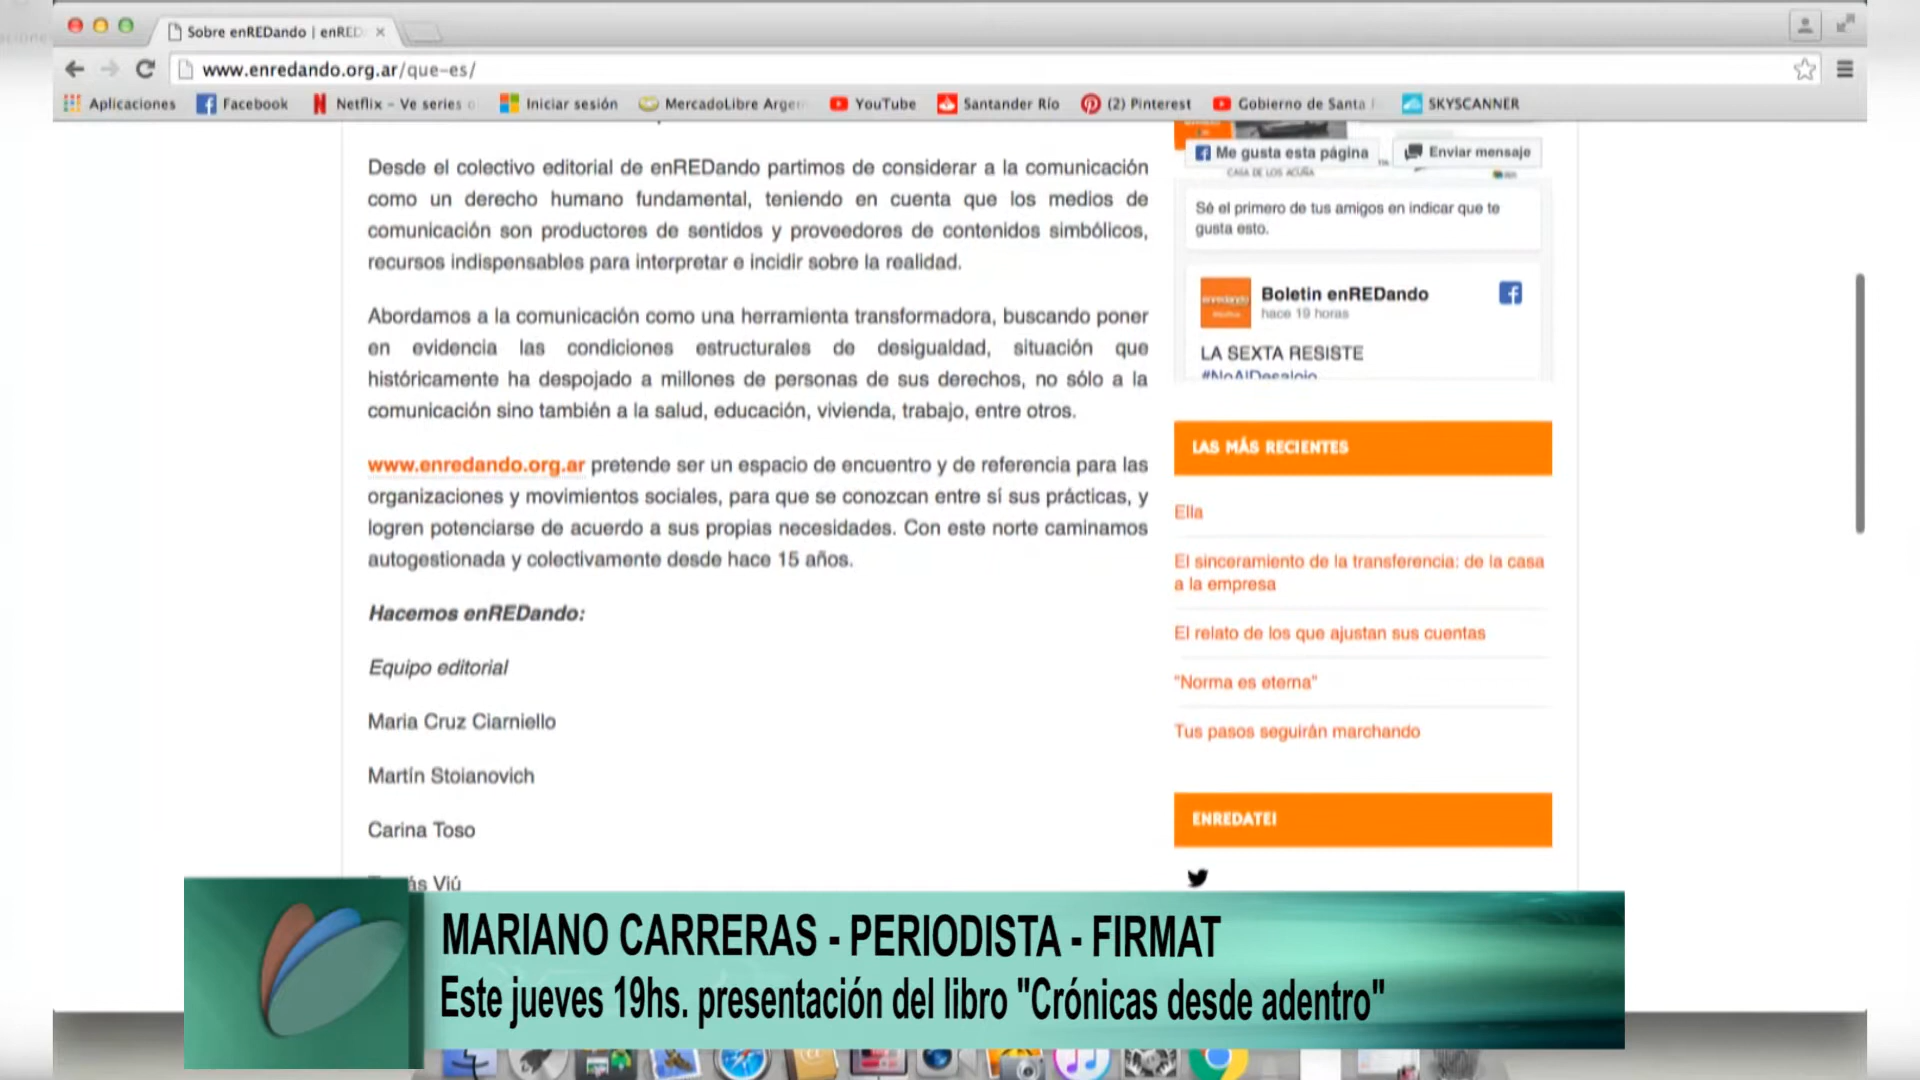 Sobre enREDando | enRED
www.enredando.org.ar/que-es/
Aplicaciones Facebook Netflix - Ve series o Iniciar sesión MercadoLibre Argen YouTube Santander Río (2) Pinterest Gobierno de Santa SKYSCANNER
Desde el colectivo editorial de enREDando partimos de considerar a la comunicación
como un derecho humano fundamental, teniendo en cuenta que los medios de
comunicación son productores de sentidos y proveedores de contenidos simbólicos,
recursos indispensables para interpretar e incidir sobre la realidad.
Abordamos a la comunicación como una herramienta transformadora, buscando poner
en evidencia las condiciones estructurales de desigualdad, situación que
históricamente ha despojado a millones de personas de sus derechos, no sólo a la
comunicación sino también a la salud, educación, vivienda, trabajo, entre otros.
www.enredando.org.ar pretende ser un espacio de encuentro y de referencia para las
organizaciones y movimientos sociales, para que se conozcan entre sí sus prácticas, y
logren potenciarse de acuerdo a sus propias necesidades. Con este norte caminamos
autogestionada y colectivamente desde hace 15 años.
Hacemos enREDando:
Equipo editorial
Maria Cruz Ciarniello
Martín Stoianovich
Carina Toso
Viú
Me gusta esta página Enviar mensaje
CASA DE LOS ACUÑA
Sé el primero de tus amigos en indicar que te
gusta esto.
enredando
Boletin enREDando
hace 19 horas
LA SEXTA RESISTE
#NoAlDesalojo
LAS MÁS RECIENTES
Ella
El sinceramiento de la transferencia: de la casa
a la empresa
El relato de los que ajustan sus cuentas
"Norma es eterna"
Tus pasos seguirán marchando
ENREDATE!
MARIANO CARRERAS - PERIODISTA - FIRMAT
Este jueves 19hs. presentación del libro "Crónicas desde adentro"